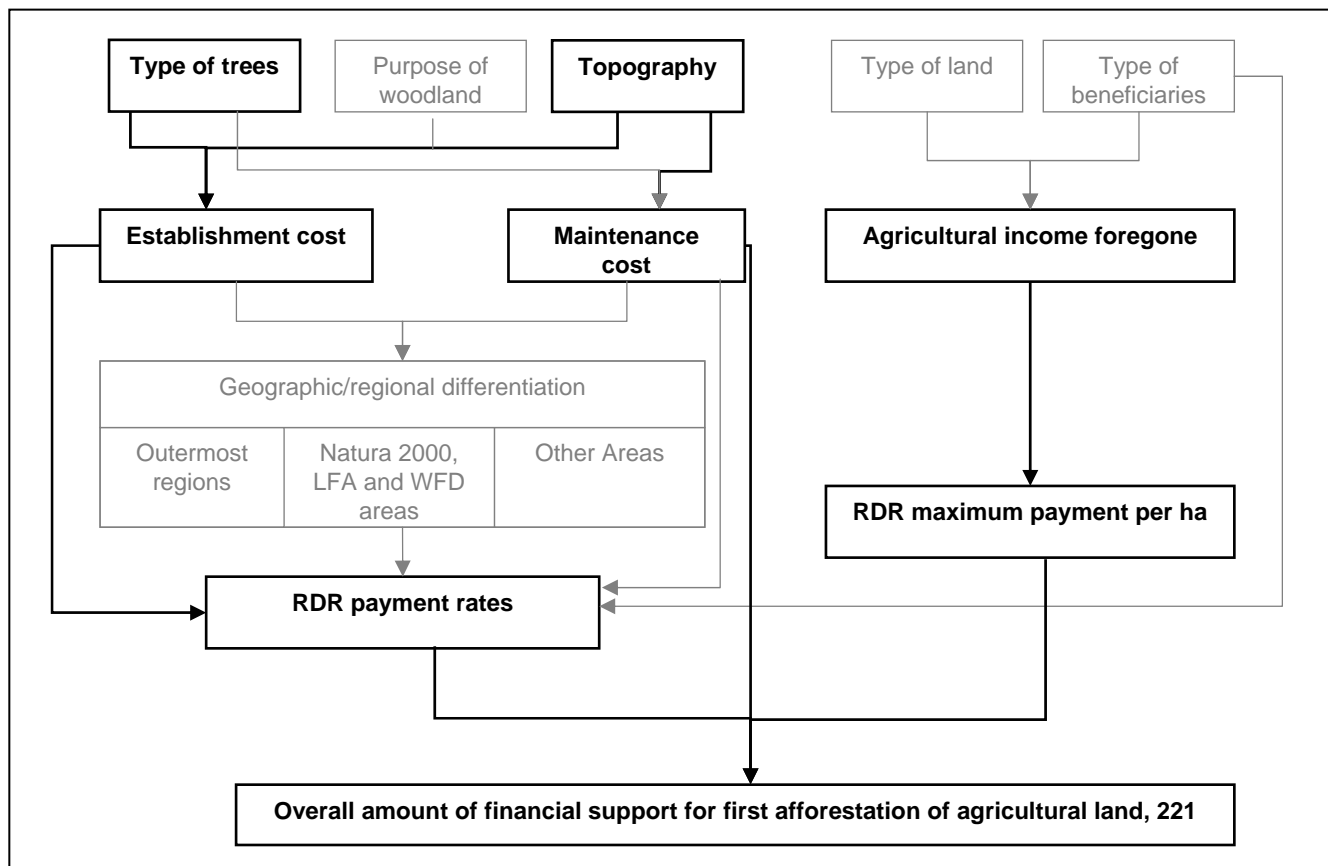 Type of trees
Purpose of
woodland
Topography
Type of land
Type of
beneficiaries
Establishment cost
Maintenance
cost
Agricultural income foregone
Geographic/regional differentiation
Outermost
regions
Natura 2000,
LFA and WFD
areas
Other Areas
RDR maximum payment per ha
RDR payment rates
Overall amount of financial support for first afforestation of agricultural land, 221